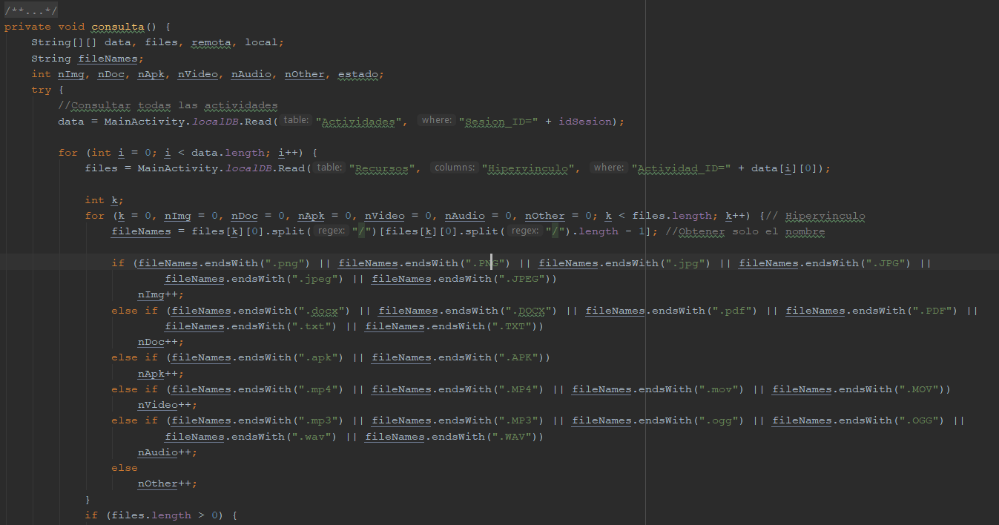 /**...*/
private void consulta() {
String[][] data, files, remota, local;
String fileNames;
int nImg, nDoc, nApk, nVideo, nAudio, nOther, estado;
try {
//Consultar todas las actividades
data = MainActivity.localDB.Read( table: "Actividades", where: "Sesion_ID=" + idSesion);
for (int i = 0; i < data.length; i++) {
files = MainActivity.localDB.Read( table: "Recursos", columns: "Hipervinculo", where: "Actividad_ID=" + data[i][0]);
int k;
for (k = 0, nImg = 0, nDoc = 0, nApk = 0, nVideo = 0, nAudio = 0, nOther = 0; k < files.length; k++) {// Hipervinculo
fileNames = files[k][0].split( regex: "/")[files[k][0].split( regex: "/").length - 1]; //Obtener solo el nombre
if (fileNames.endsWith(".png") || fileNames.endsWith(".PNG") || fileNames.endsWith(".jpg") || fileNames.endsWith(".JPG") ||
fileNames.endsWith(".jpeg") || fileNames.endsWith(".JPEG"))
nImg++;
else if (fileNames.endsWith(".docx") || fileNames.endsWith(".DOCX") || fileNames.endsWith(".pdf") || fileNames.endsWith(".PDF") ||
fileNames.endsWith(".txt") || fileNames.endsWith(".TXT"))
nDoc++;
else if (fileNames.endsWith(".apk") || fileNames.endsWith(".APK"))
nApk++;
else if (fileNames.endsWith(".mp4") || fileNames.endsWith(".MP4") || fileNames.endsWith(".mov") || fileNames.endsWith(".MOV"))
nVideo++;
else if (fileNames.endsWith(".mp3") || fileNames.endsWith(".MP3") || fileNames.endsWith(".ogg") || fileNames.endsWith(".OGG") ||
fileNames.endsWith(".wav") || fileNames.endsWith(".WAV"))
nAudio++;
else
nOther++;
}
if (files.length > 0) {